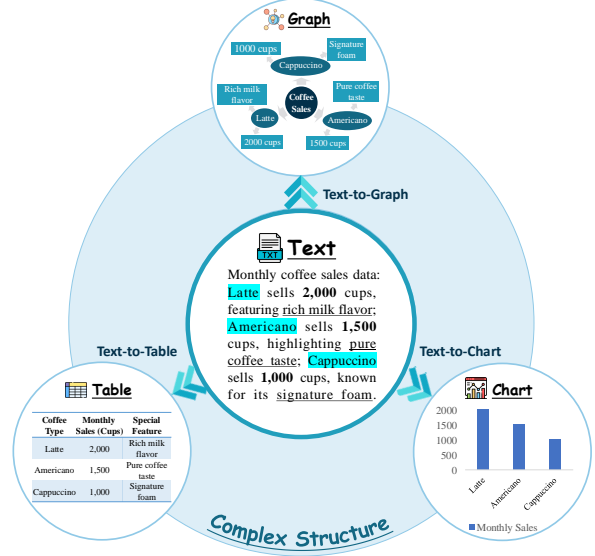 Graph
1000 cups
Signature
foam
Cappuccino
Rich milk
flavor
Pure coffee
taste
Coffee
Sales
Latte
Americano
2000 cups
1500 cups
Text-to-Graph
TXT
Text
Monthly coffee sales data:
Latte sells 2,000 cups,
featuring rich milk flavor;
Americano sells 1,500
cups, highlighting pure
coffee taste; Cappuccino
sells 1,000 cups, known
for its signature foam.
Text-to-Table
Text-to-Chart
Table
Coffee Monthly Special
Type Sales (Cups) Feature
Latte 2,000 Rich milk
flavor
Americano 1,500 Pure coffee
taste
Cappuccino 1,000 Signature
foam
Chart
2000
1500
1000
500
0
Latte
Americano
Cappuccino
Monthly Sales
Complex Structure